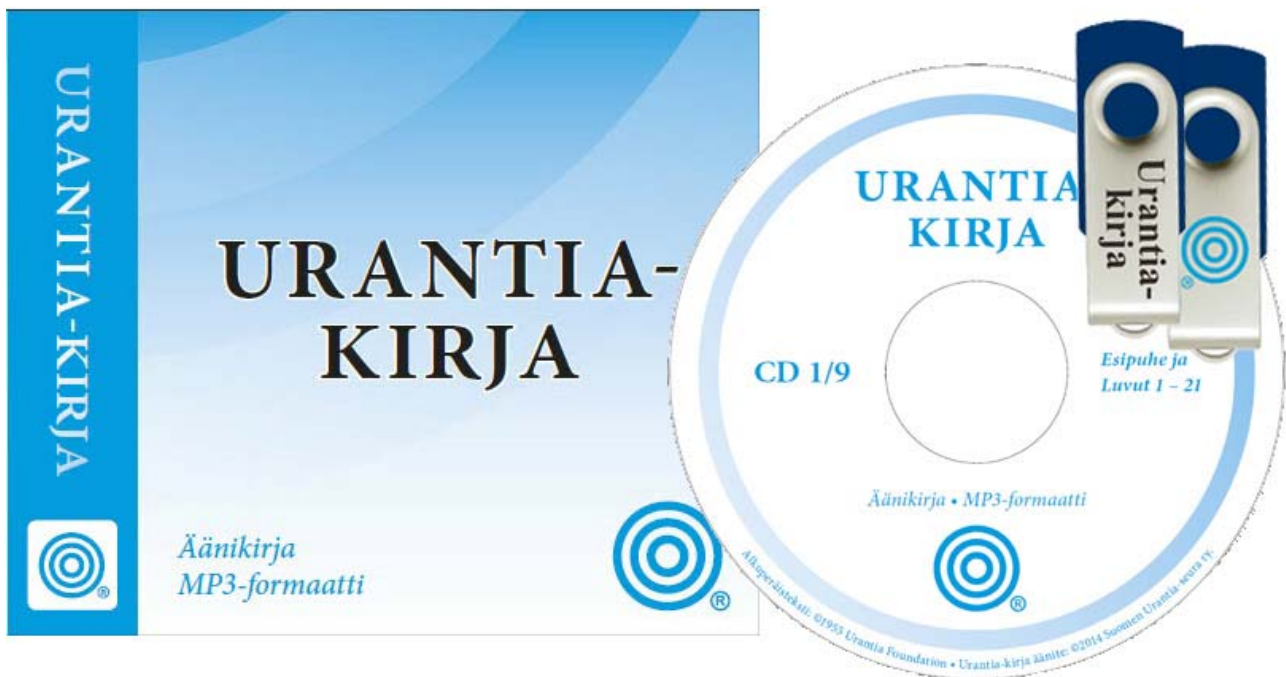 URANTIA-KIRJA
®
URANTIA-
KIRJA
Äänikirja
MP3-formaatti
®
URANTIA
KIRJA
CD 1/9
Esipuhe ja
Luvut 1 – 21
Äänikirja • MP3-formaatti
®
Alkuperäisteksti: ©1955 Urantia Foundation • Urantia-kirja äänite: ©2014 Suomen Urantia-seura ry.
Urantia-
kirja
®